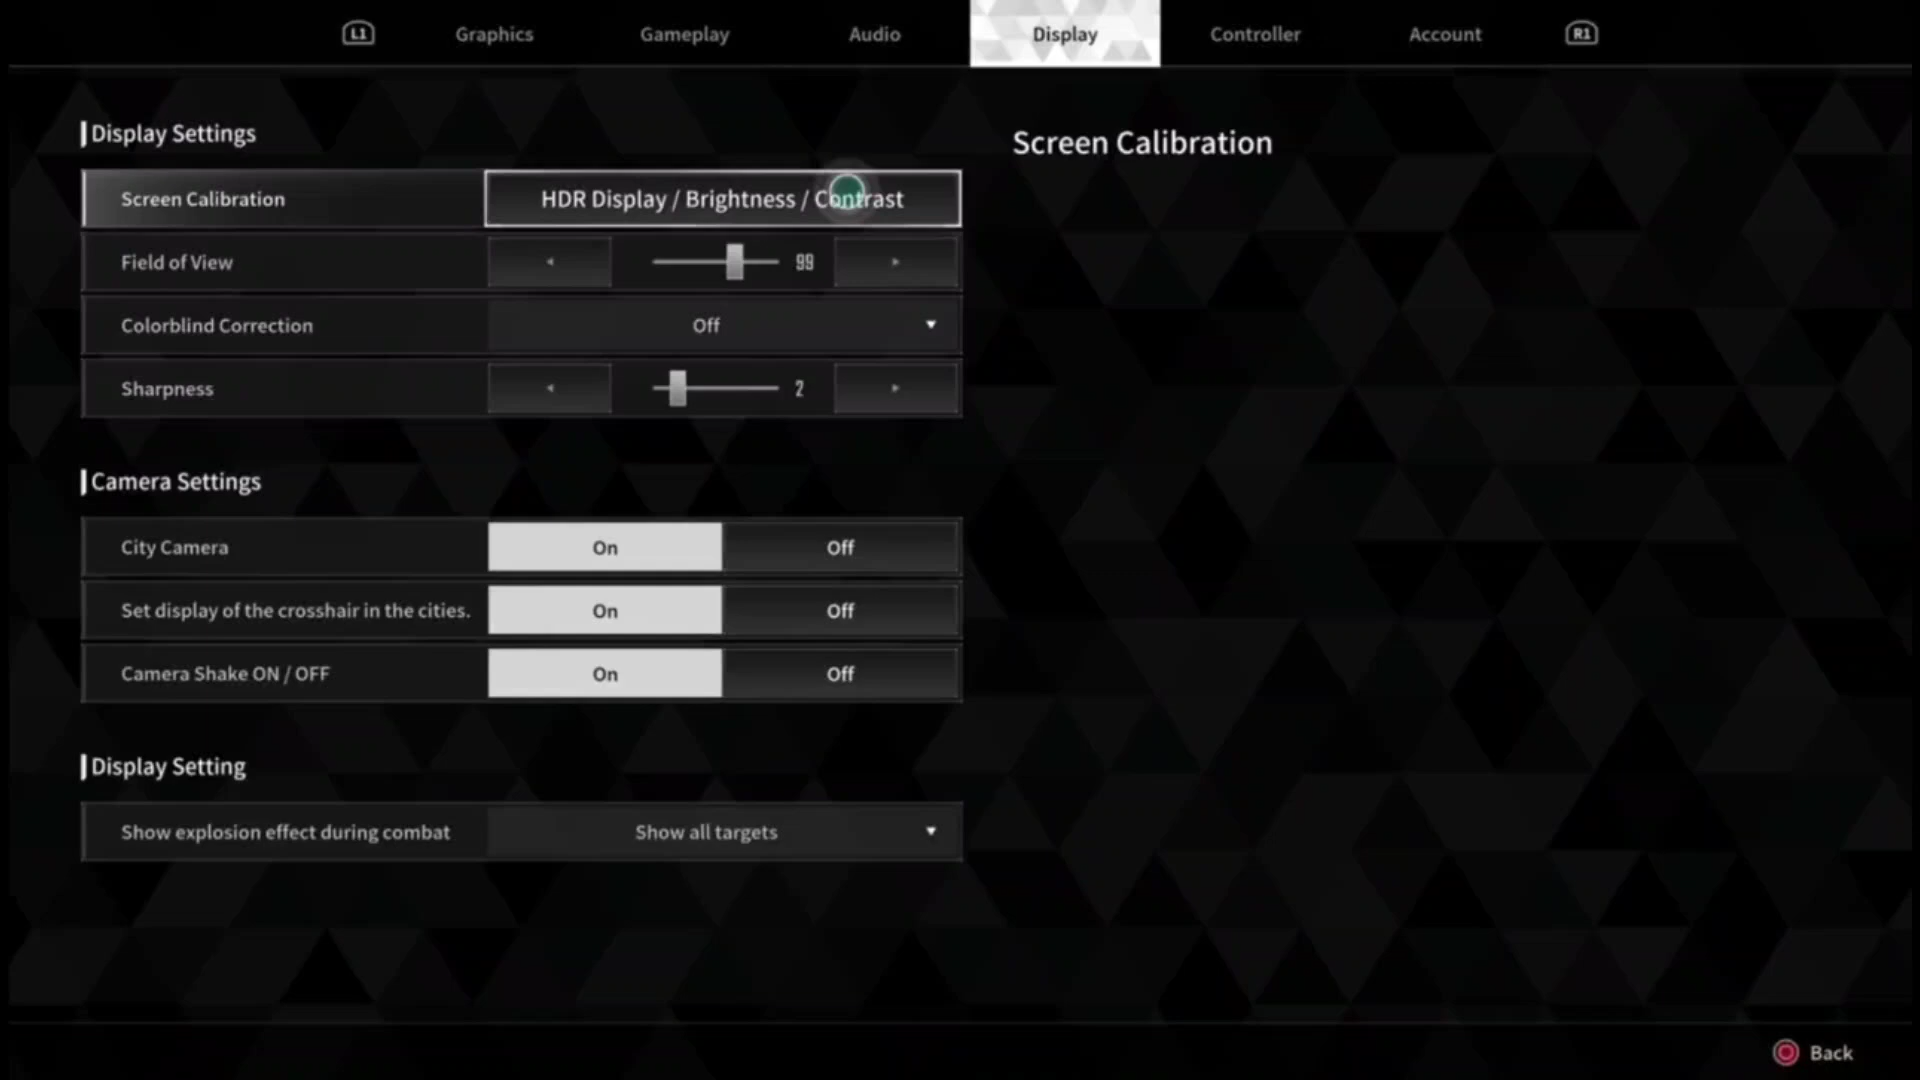 L1 Graphics Gameplay Audio Display Controller Account R1
Display Settings
Screen Calibration
Screen Calibration HDR Display / Brightness / Contrast
Field of View 99
Colorblind Correction Off
Sharpness 2
Camera Settings
City Camera On Off
Set display of the crosshair in the cities. On Off
Camera Shake ON / OFF On Off
Display Setting
Show explosion effect during combat Show all targets
Back